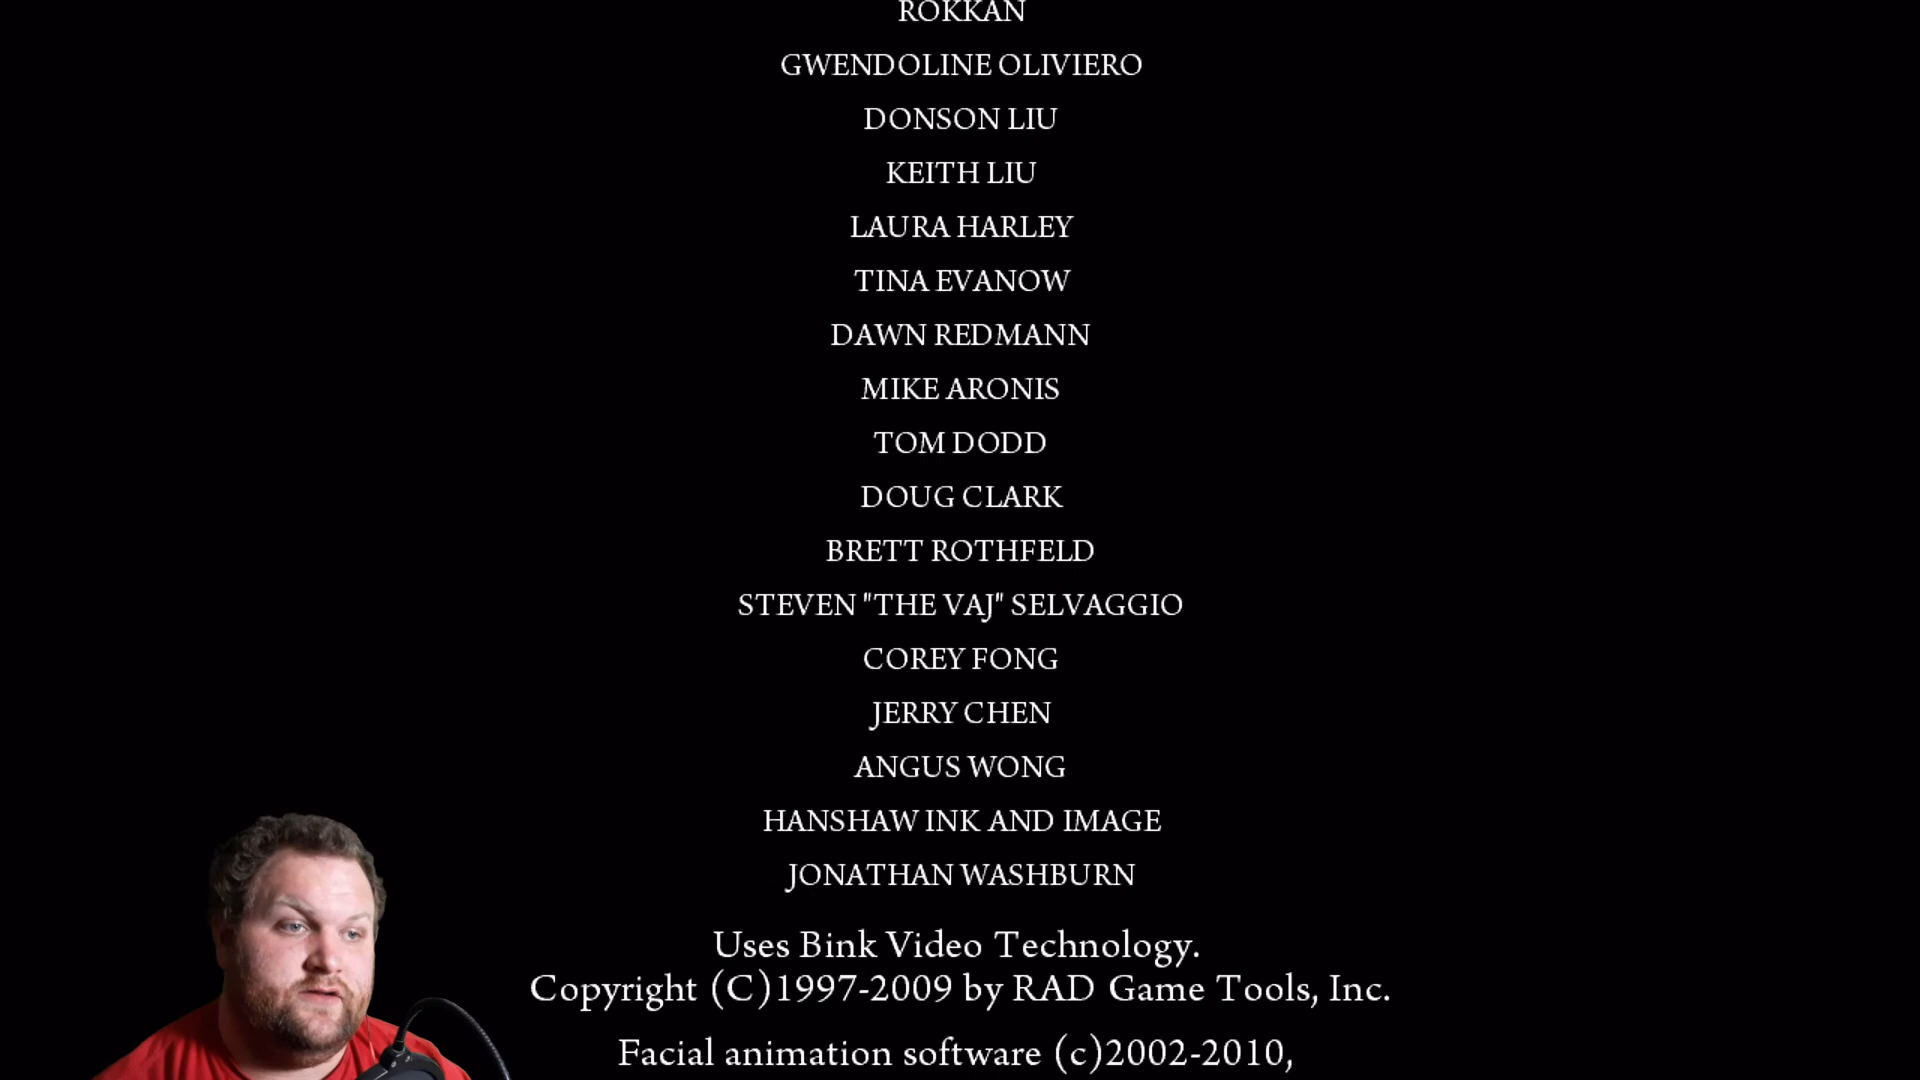 ROKKAN
GWENDOLINE OLIVIERO
DONSON LIU
KEITH LIU
LAURA HARLEY
TINA EVANOW
DAWN REDMANN
MIKE ARONIS
TOM DODD
DOUG CLARK
BRETT ROTHFELD
STEVEN "THE VAJ" SELVAGGIO
COREY FONG
JERRY CHEN
ANGUS WONG
HANSHAW INK AND IMAGE
JONATHAN WASHBURN
Uses Bink Video Technology.
Copyright (C)1997-2009 by RAD Game Tools, Inc.
Facial animation software (c)2002-2010,